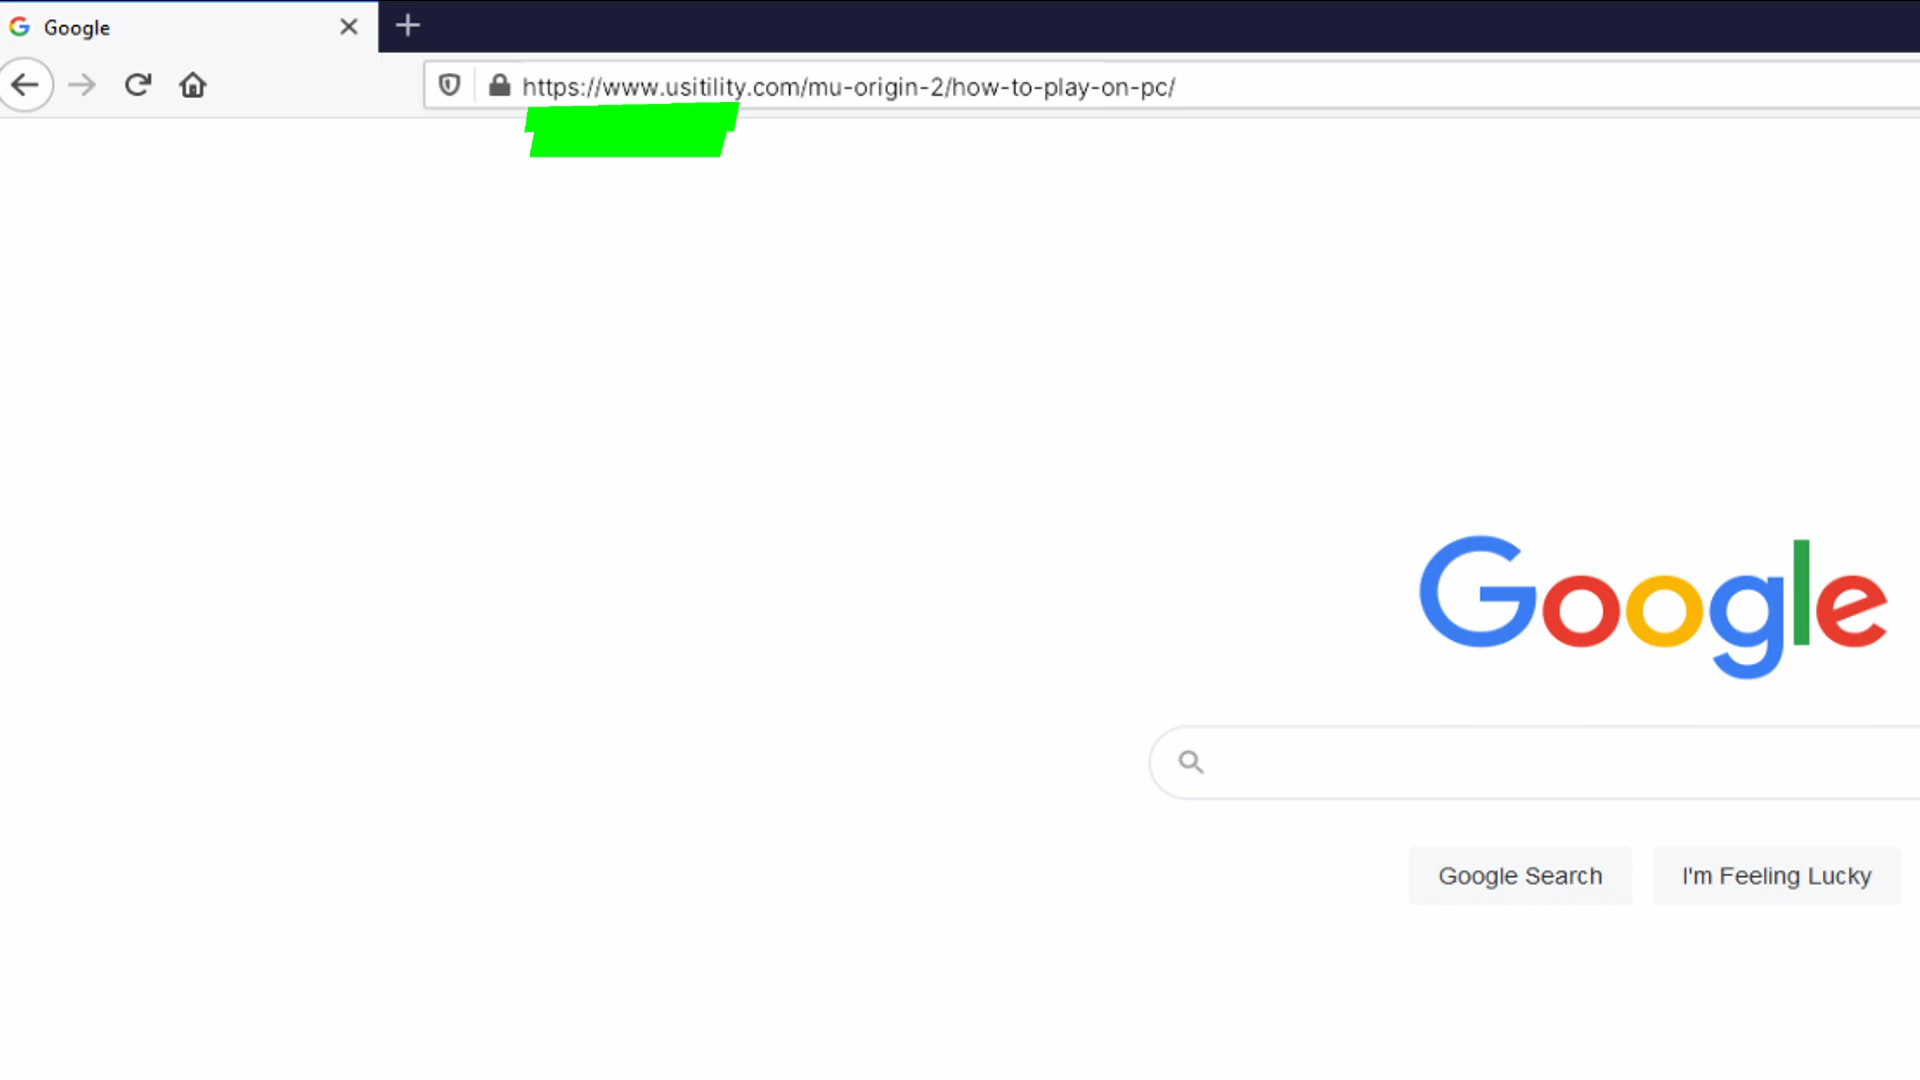 Google
https://www.usitility.com/mu-origin-2/how-to-play-on-pc/
Google
Google Search
I'm Feeling Lucky